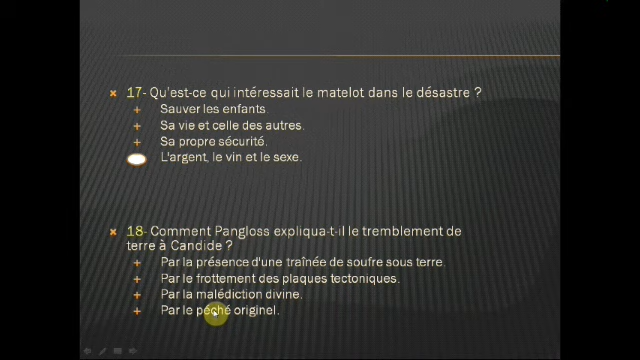 17- Qu'est-ce qui intéressait le matelot dans le désastre ?
Sauver les enfants.
Sa vie et celle des autres.
Sa propre sécurité.
L'argent, le vin et le sexe.
18- Comment Pangloss expliqua-t-il le tremblement de
terre à Candide ?
Par la présence d'une traînée de soufre sous terre.
Par le frottement des plaques tectoniques.
Par la malédiction divine.
Par le péché originel.